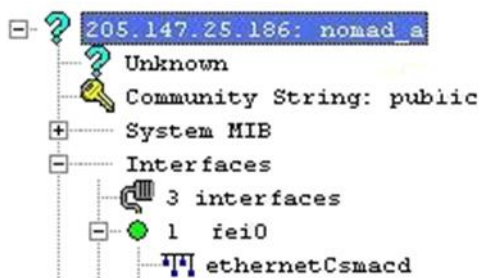 205.147.25.186: nomad_a
Unknown
Community String: public
System MIB
Interfaces
3 interfaces
1 fei0
ethernetCsmacd